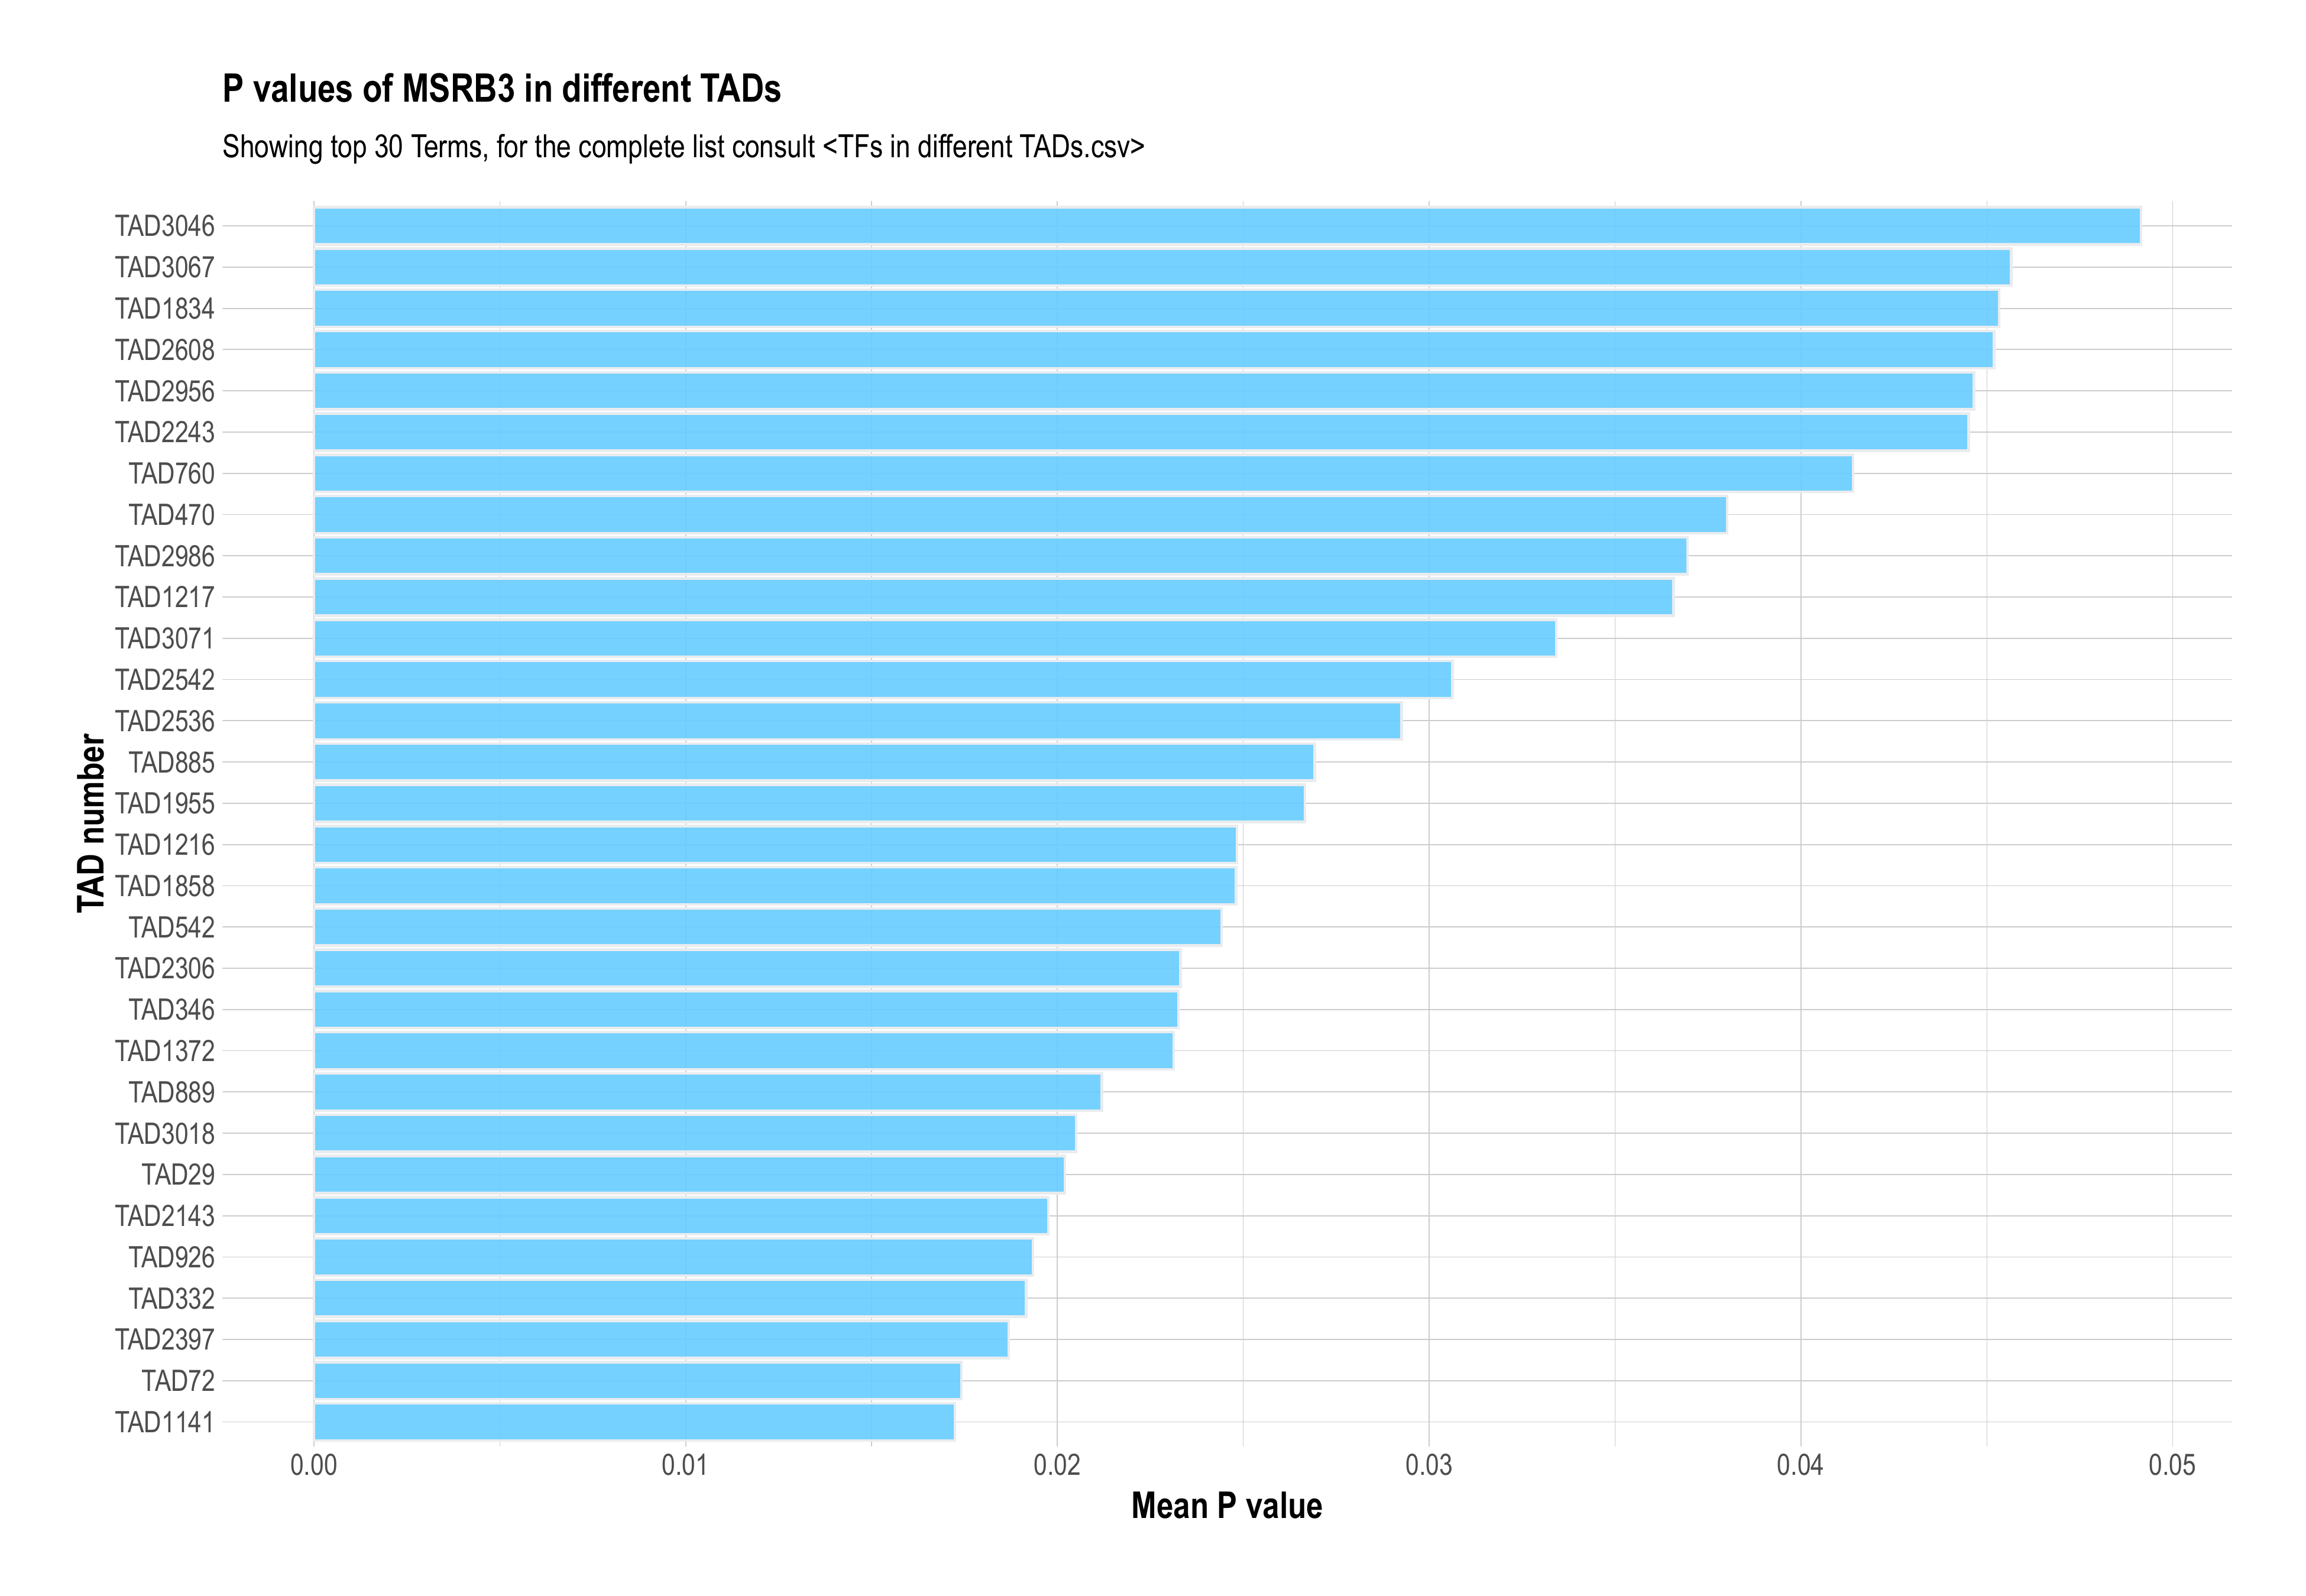 P values of MSRB3 in different TADs
Showing top 30 Terms, for the complete list consult <TFs in different TADs.csv>
TAD number
TAD3046
TAD3067
TAD1834
TAD2608
TAD2956
TAD2243
TAD760
TAD470
TAD2986
TAD1217
TAD3071
TAD2542
TAD2536
TAD885
TAD1955
TAD1216
TAD1858
TAD542
TAD2306
TAD346
TAD1372
TAD889
TAD3018
TAD29
TAD2143
TAD926
TAD332
TAD2397
TAD72
TAD1141
0.00 0.01 0.02 0.03 0.04 0.05
Mean P value